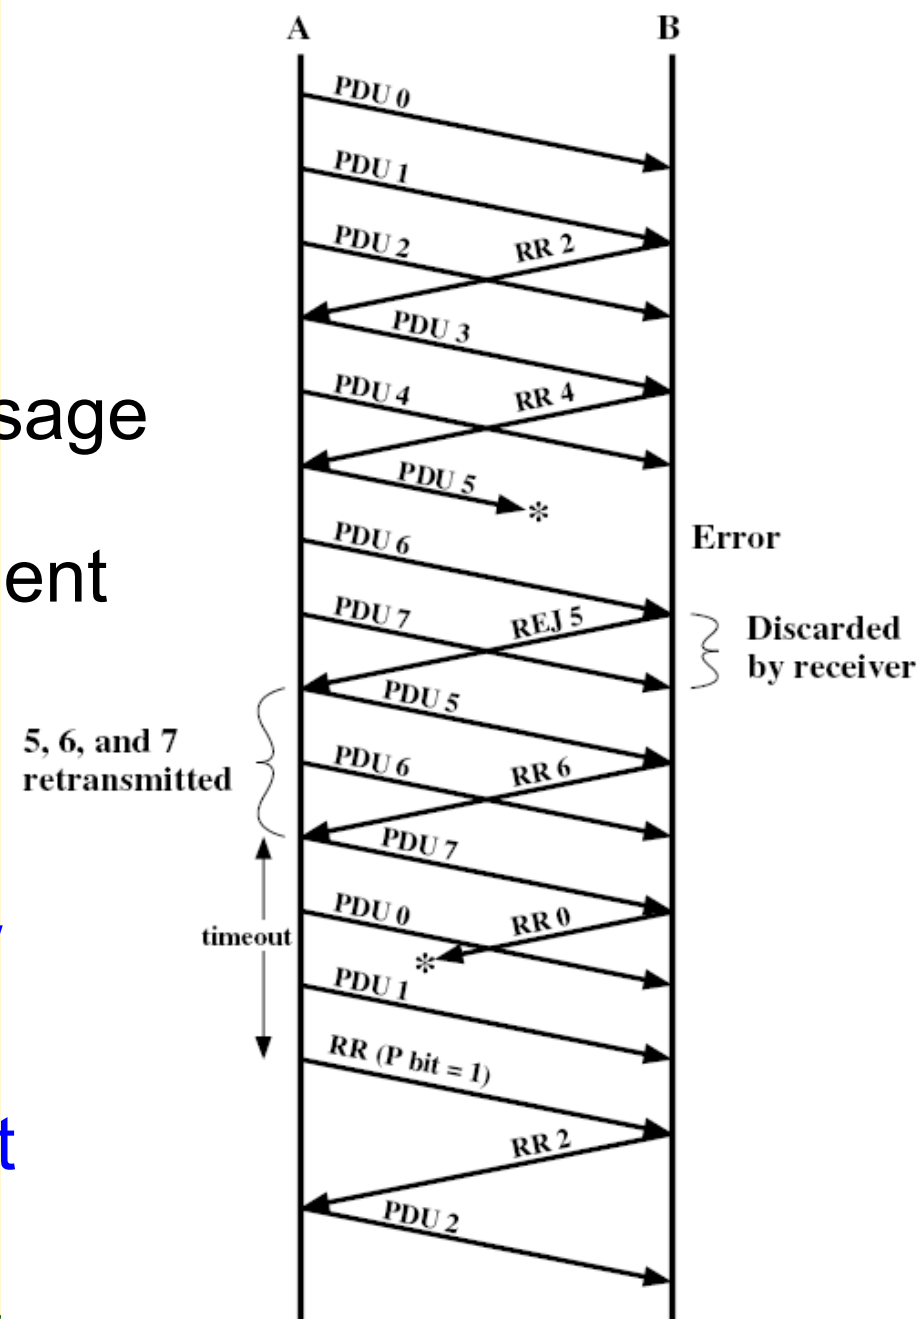 A
B
PDU 0
PDU 1
PDU 2
RR 2
PDU 3
PDU 4
RR 4
sage
PDU 5
*
PDU 6
Error
ent
PDU 7
REJ 5
Discarded
by receiver
PDU 5
5, 6, and 7
retransmitted
PDU 6
RR 6
PDU 7
PDU 0
RR 0
timeout
*
PDU 1
RR (P bit = 1)
RR 2
t
PDU 2